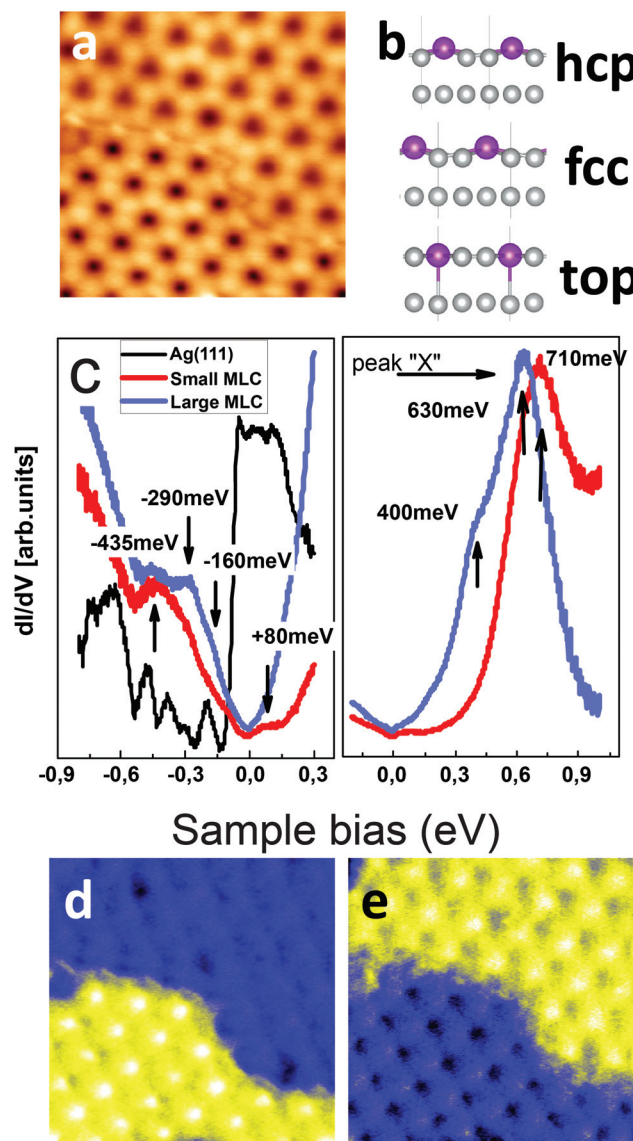 a
b
hcp
fcc
top
c
Ag(111)
Small MLC
Large MLC
-290meV
-435meV
-160meV
+80meV
peak "X"
710meV
630meV
400meV
dI/dV [arb.units]
-0,9 -0,6 -0,3 0,0 0,3
0,0 0,3 0,6 0,9
Sample bias (eV)
d
e